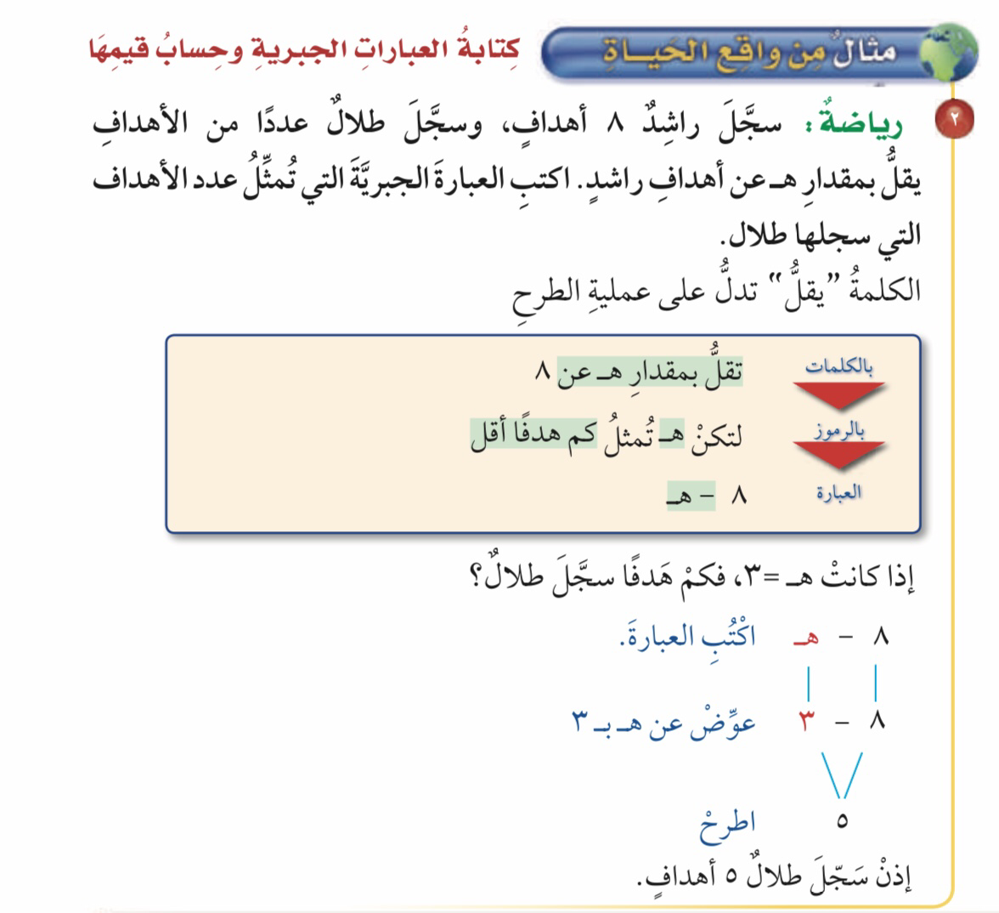 مثالٌ مِن واقِعِ الحَيـاةِ كِتابةُ العباراتِ الجبريةِ وحِسابُ قيمِهَا
٢ رياضةٌ: سجَّلَ راشِدٌ ٨ أهدافٍ، وسجَّلَ طلالٌ عددًا من الأهدافِ
يقلُّ بمقدارِ هـ عن أهدافِ راشدٍ. اكتبِ العبارةَ الجبريَّةَ التي تُمثِّلُ عدد الأهداف
التي سجلها طلال.
الكلمةُ "يقلُّ" تدلُّ على عمليةِ الطرحِ
بالكلمات تقلُّ بمقدارِ هـ عن ٨
بالرموز لتكنْ هـ تُمثلُ كم هدفًا أقل
العبارة ٨ – هـ
إذا كانتْ هـ =٣، فكمْ هَدفًا سجَّلَ طلالٌ؟
٨ – هـ اكْتُبِ العبارةَ.
٨ – ٣ عوِّضْ عن هـ بـ ٣
٥ اطرحْ
إذنْ سَجّلَ طلالٌ ٥ أهدافٍ.